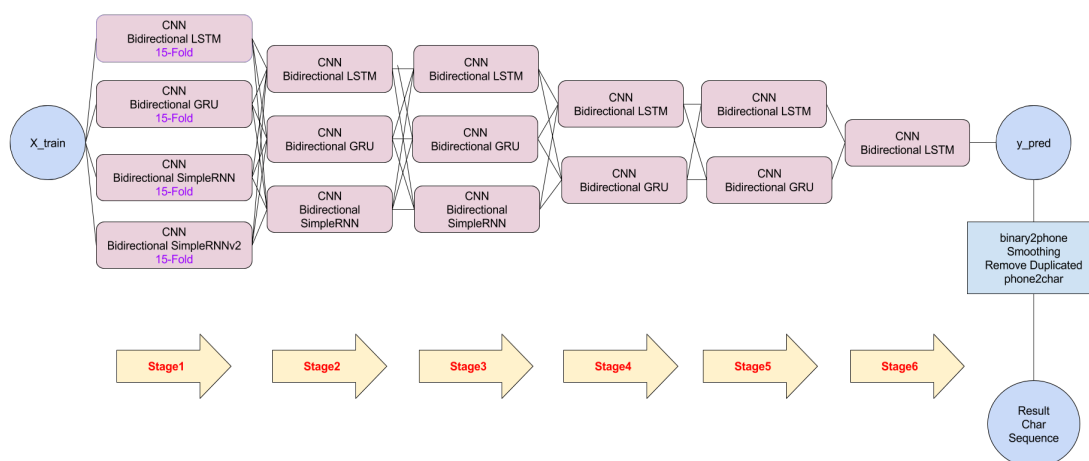 X_train
CNN
Bidirectional LSTM
15-Fold
CNN
Bidirectional GRU
15-Fold
CNN
Bidirectional SimpleRNN
15-Fold
CNN
Bidirectional SimpleRNNv2
15-Fold
CNN
Bidirectional LSTM
CNN
Bidirectional GRU
CNN
Bidirectional
SimpleRNN
CNN
Bidirectional LSTM
CNN
Bidirectional GRU
CNN
Bidirectional
SimpleRNN
CNN
Bidirectional LSTM
CNN
Bidirectional GRU
CNN
Bidirectional LSTM
CNN
Bidirectional GRU
CNN
Bidirectional LSTM
y_pred
binary2phone
Smoothing
Remove Duplicated
phone2char
Stage1
Stage2
Stage3
Stage4
Stage5
Stage6
Result
Char
Sequence